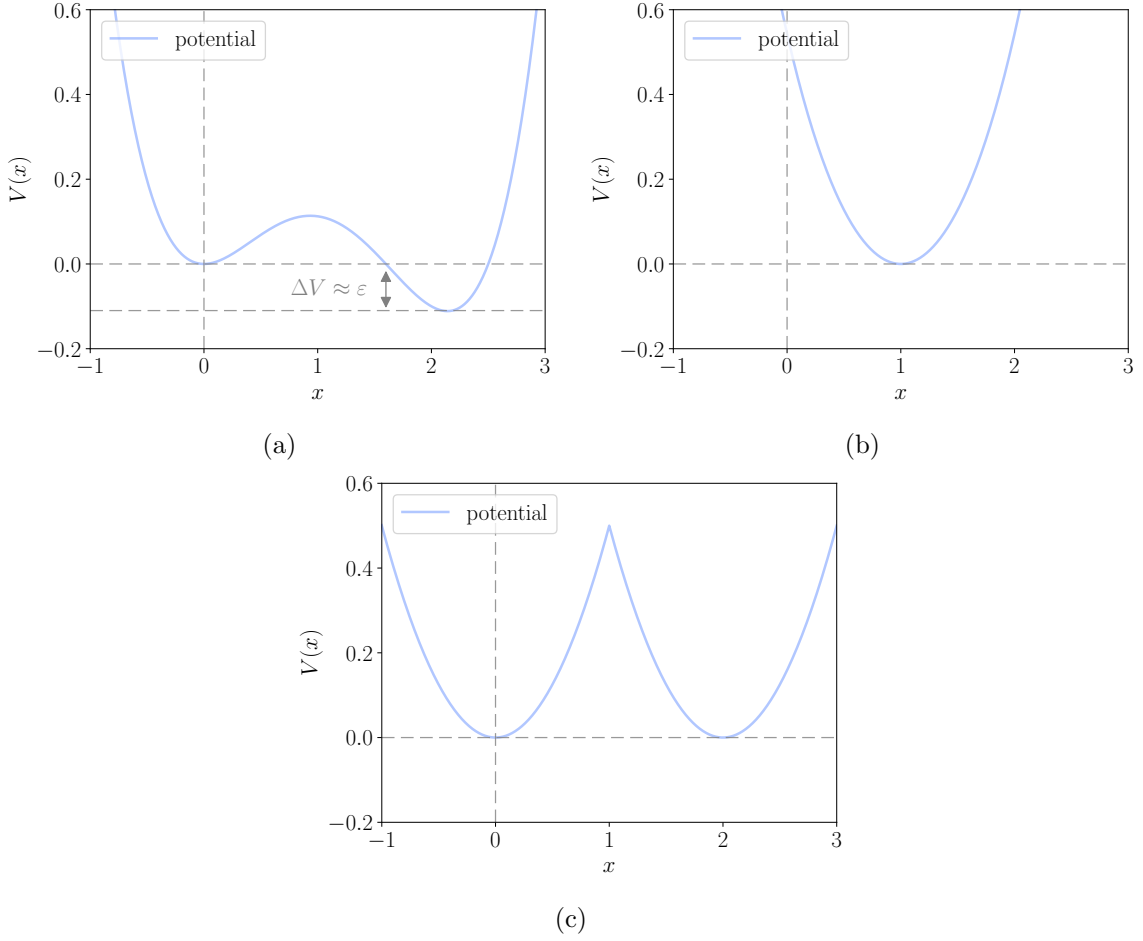 potential
V(x)
0.6
0.4
0.2
0.0
−0.2
ΔV ≈ ε
−1 0 1 2 3
x
(a)
potential
V(x)
0.6
0.4
0.2
0.0
−0.2
−1 0 1 2 3
x
(b)
potential
V(x)
0.6
0.4
0.2
0.0
−0.2
−1 0 1 2 3
x
(c)